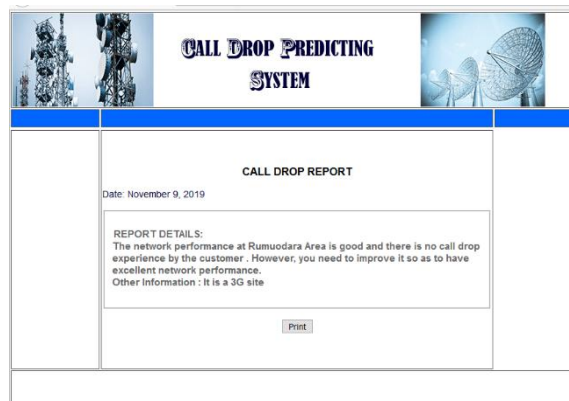 CALL DROP PREDICTING
SYSTEM
CALL DROP REPORT
Date: November 9, 2019
REPORT DETAILS:
The network performance at Rumuodara Area is good and there is no call drop
experience by the customer . However, you need to improve it so as to have
excellent network performance.
Other Information : It is a 3G site
Print